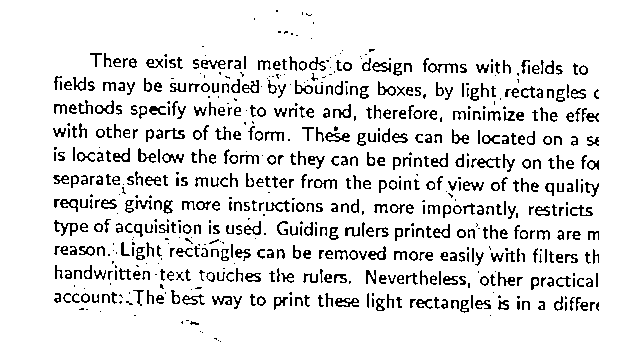 There exist several methods to design forms with fields to
fields may be surrounded by bounding boxes, by light rectangles o
methods specify where to write and, therefore, minimize the effec
with other parts of the form. These guides can be located on a se
is located below the form or they can be printed directly on the fo
separate sheet is much better from the point of view of the quality
requires giving more instructions and, more importantly, restricts
type of acquisition is used. Guiding rulers printed on the form are m
reason. Light rectangles can be removed more easily with filters th
handwritten text touches the rulers. Nevertheless, other practical
account: The best way to print these light rectangles is in a differe